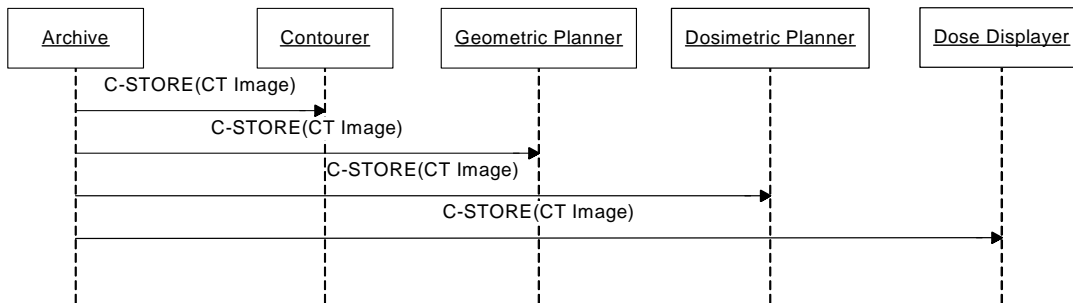 Archive
Contourer
Geometric Planner
Dosimetric Planner
Dose Displayer
C-STORE(CT Image)
C-STORE(CT Image)
C-STORE(CT Image)
C-STORE(CT Image)